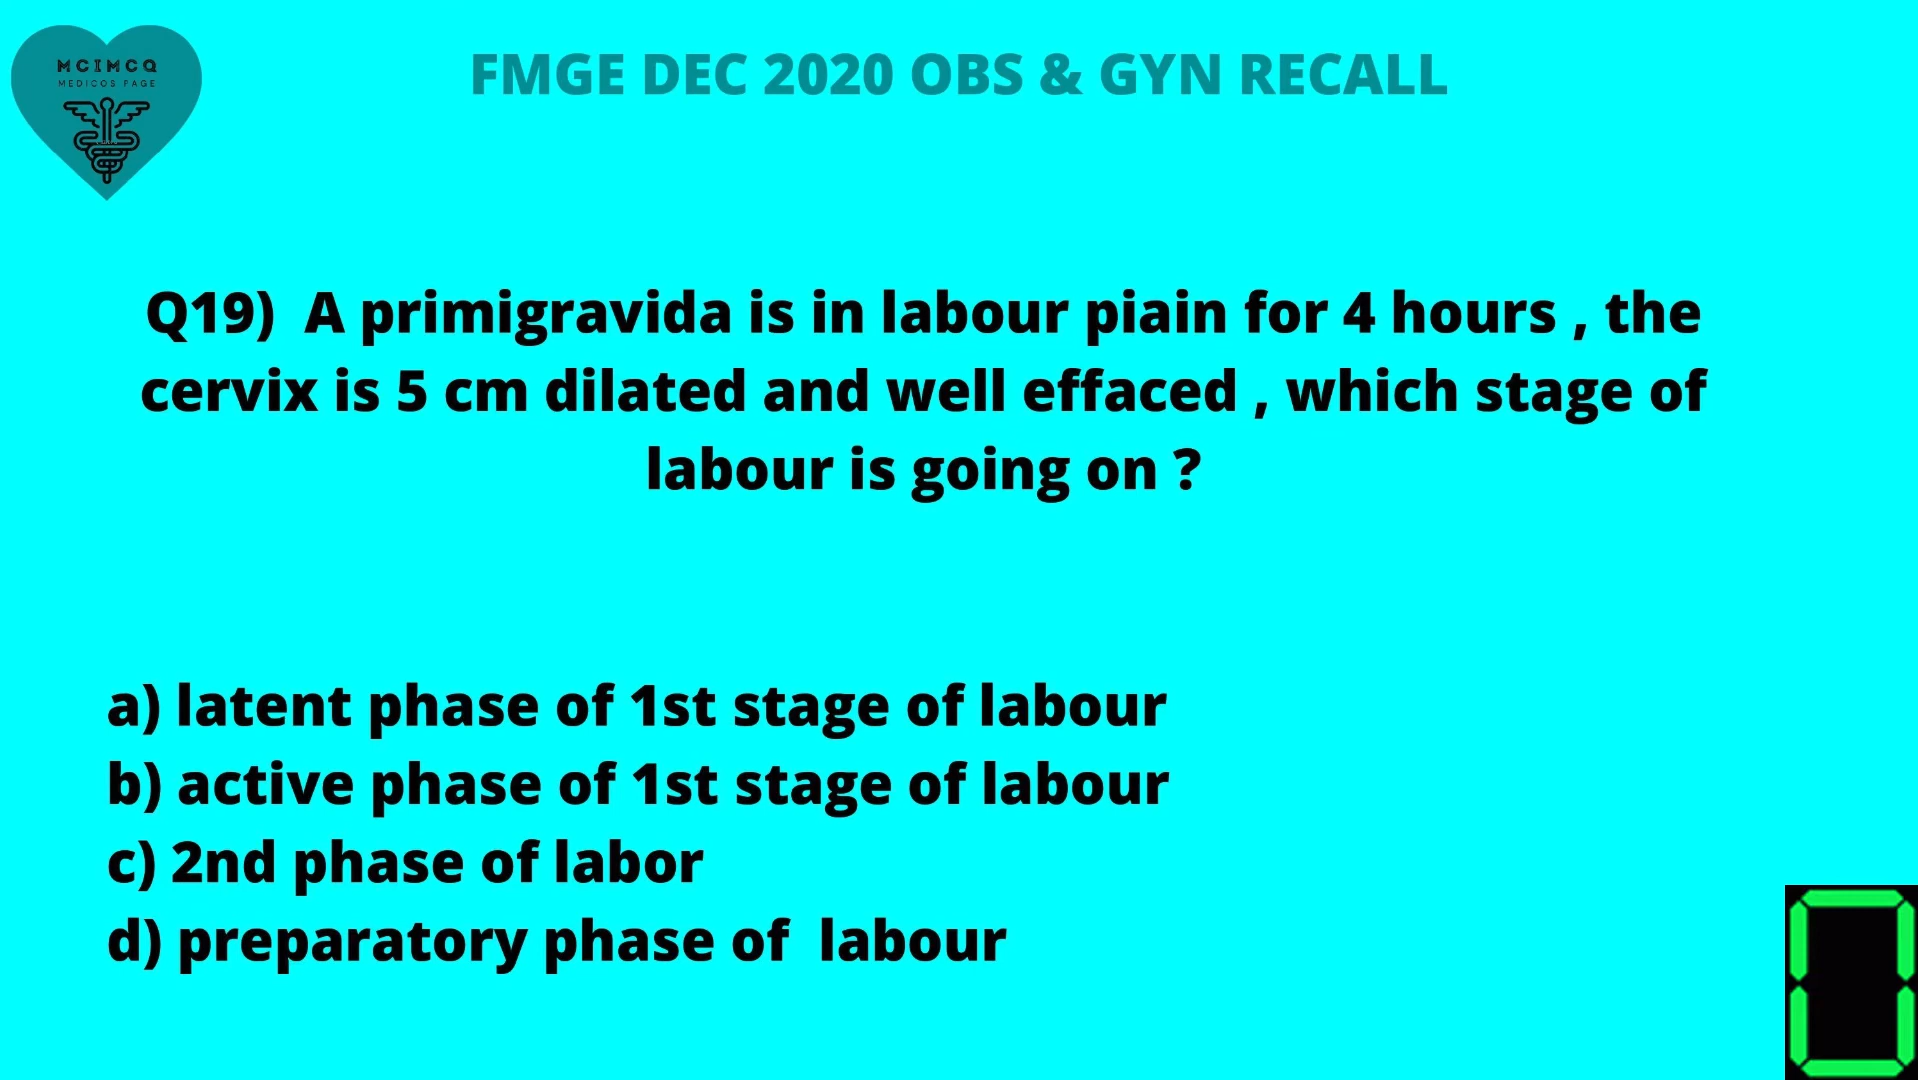 MCIMCQ
MEDICOS PAGE
FMGE DEC 2020 OBS & GYN RECALL
Q19) A primigravida is in labour piain for 4 hours , the
cervix is 5 cm dilated and well effaced , which stage of
labour is going on ?
a) latent phase of 1st stage of labour
b) active phase of 1st stage of labour
c) 2nd phase of labor
d) preparatory phase of labour
0